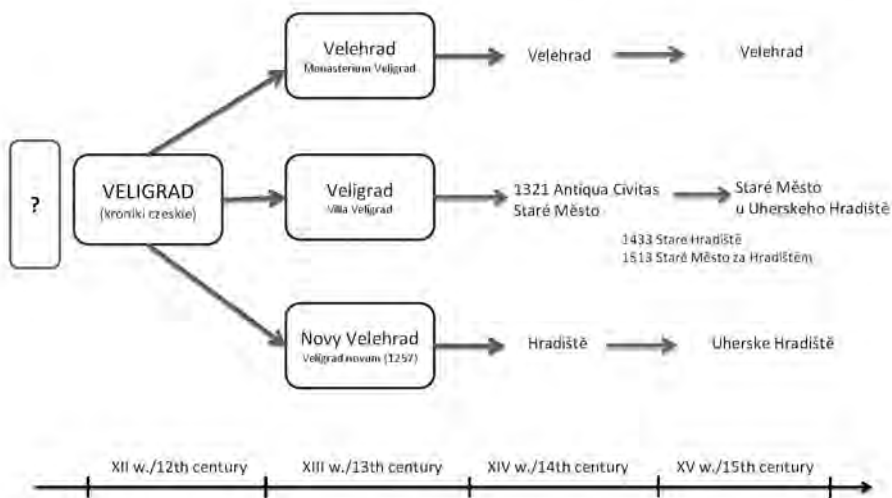 Velehrad
Monasterium Veligrad
Velehrad
Velehrad
?
VELIGRAD
(kroniki czeskie)
Veligrad
Villa Veligrad
1321 Antiqua Civitas
Staré Město
Staré Město
u Uherskeho Hradiště
1433 Stare Hradiště
1513 Staré Město za Hradištěm
Novy Velehrad
Veligrad novum (1257)
Hradiště
Uherske Hradiště
XII w./12th century
XIII w./13th century
XIV w./14th century
XV w./15th century